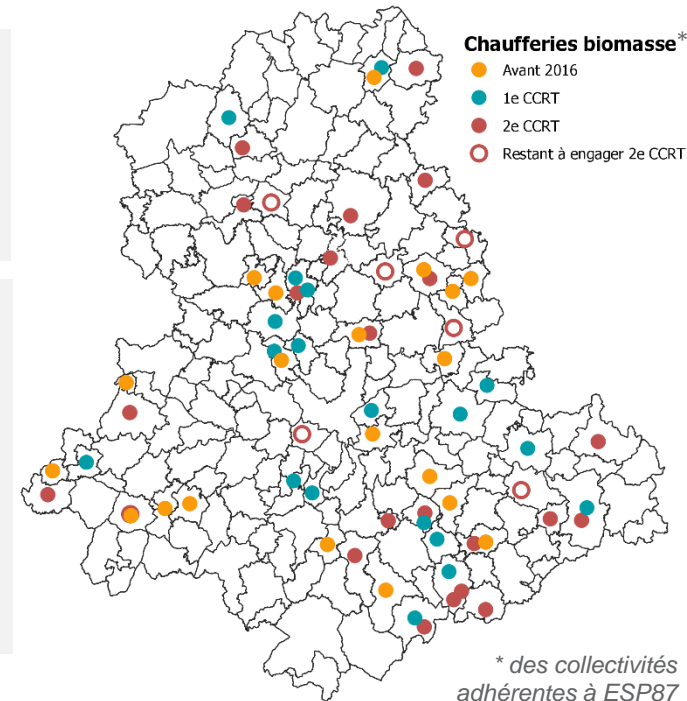 Chaufferies biomasse*
Avant 2016
1e CCRT
2e CCRT
Restant à engager 2e CCRT
* des collectivités
adhérentes à ESP87